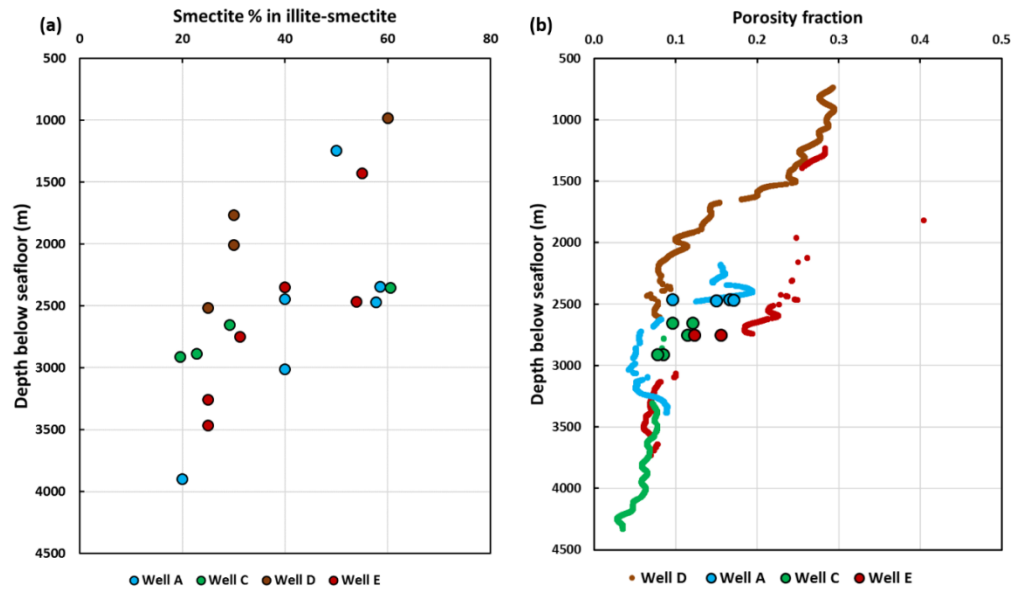 (a)
Smectite % in illite-smectite
0 20 40 60 80
Depth below seafloor (m)
500
1000
1500
2000
2500
3000
3500
4000
4500
Well A Well C Well D Well E
(b)
Porosity fraction
0.0 0.1 0.2 0.3 0.4 0.5
Depth below seafloor (m)
500
1000
1500
2000
2500
3000
3500
4000
4500
Well D Well A Well C Well E